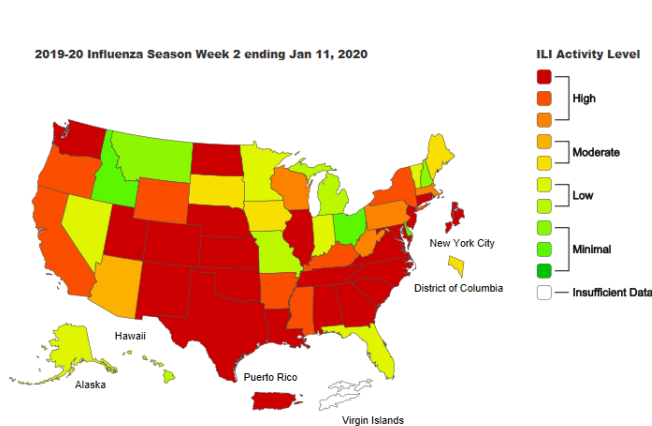 2019-20 Influenza Season Week 2 ending Jan 11, 2020
ILI Activity Level
High
Moderate
Low
Minimal
Insufficient Data
New York City
District of Columbia
Hawaii
Alaska
Puerto Rico
Virgin Islands